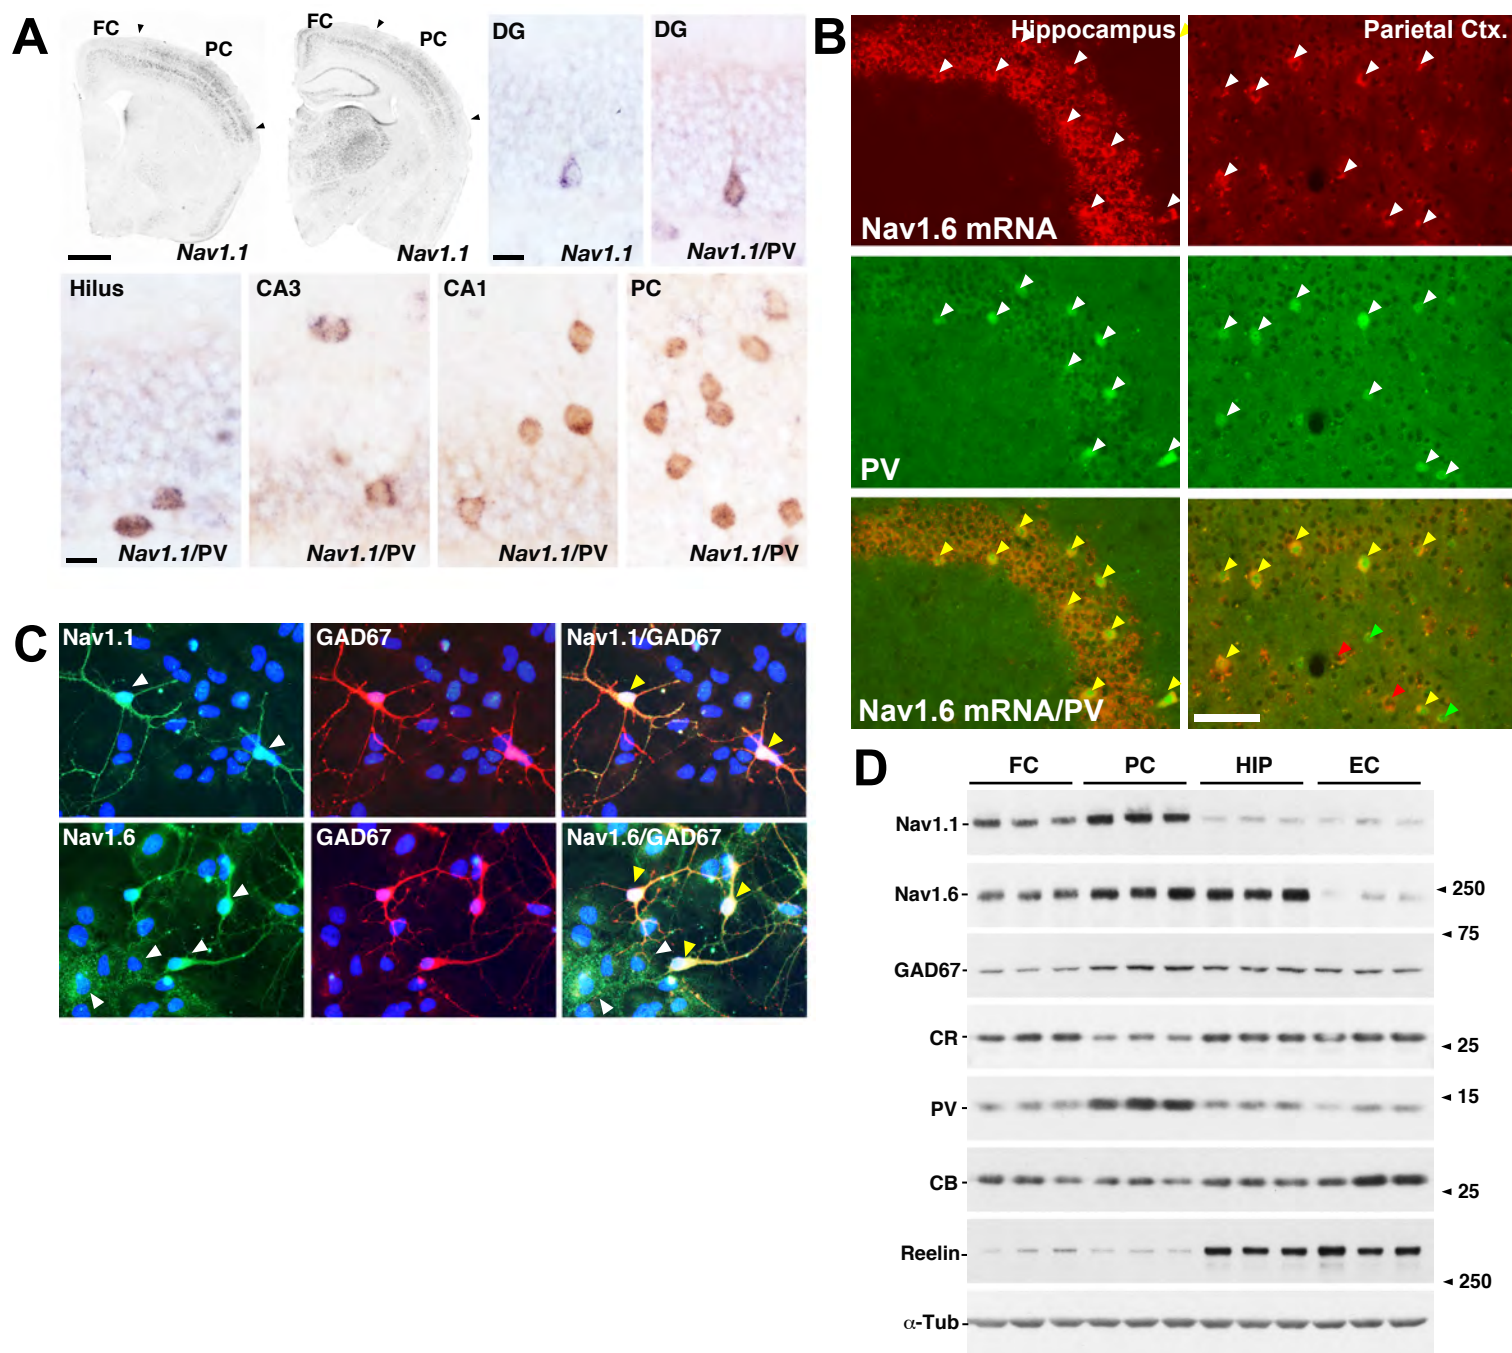 A
FC
PC
Nav1.1
FC
PC
Nav1.1
DG
Nav1.1
DG
Nav1.1/PV
Hilus
Nav1.1/PV
CA3
Nav1.1/PV
CA1
Nav1.1/PV
PC
Nav1.1/PV
B
Hippocampus
Parietal Ctx.
Nav1.6 mRNA
PV
Nav1.6 mRNA/PV
C
Nav1.1
GAD67
Nav1.1/GAD67
Nav1.6
GAD67
Nav1.6/GAD67
D
FC PC HIP EC
Nav1.1
Nav1.6
250
75
GAD67
CR
25
PV
15
CB
25
Reelin
250
α-Tub